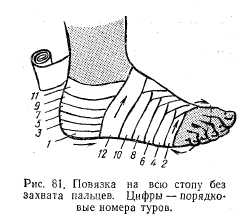 11
9
7
5
3
1
12 10 8 6 4 2
Рис. 81. Повязка на всю стопу без
захвата пальцев. Цифры — порядко-
вые номера туров.